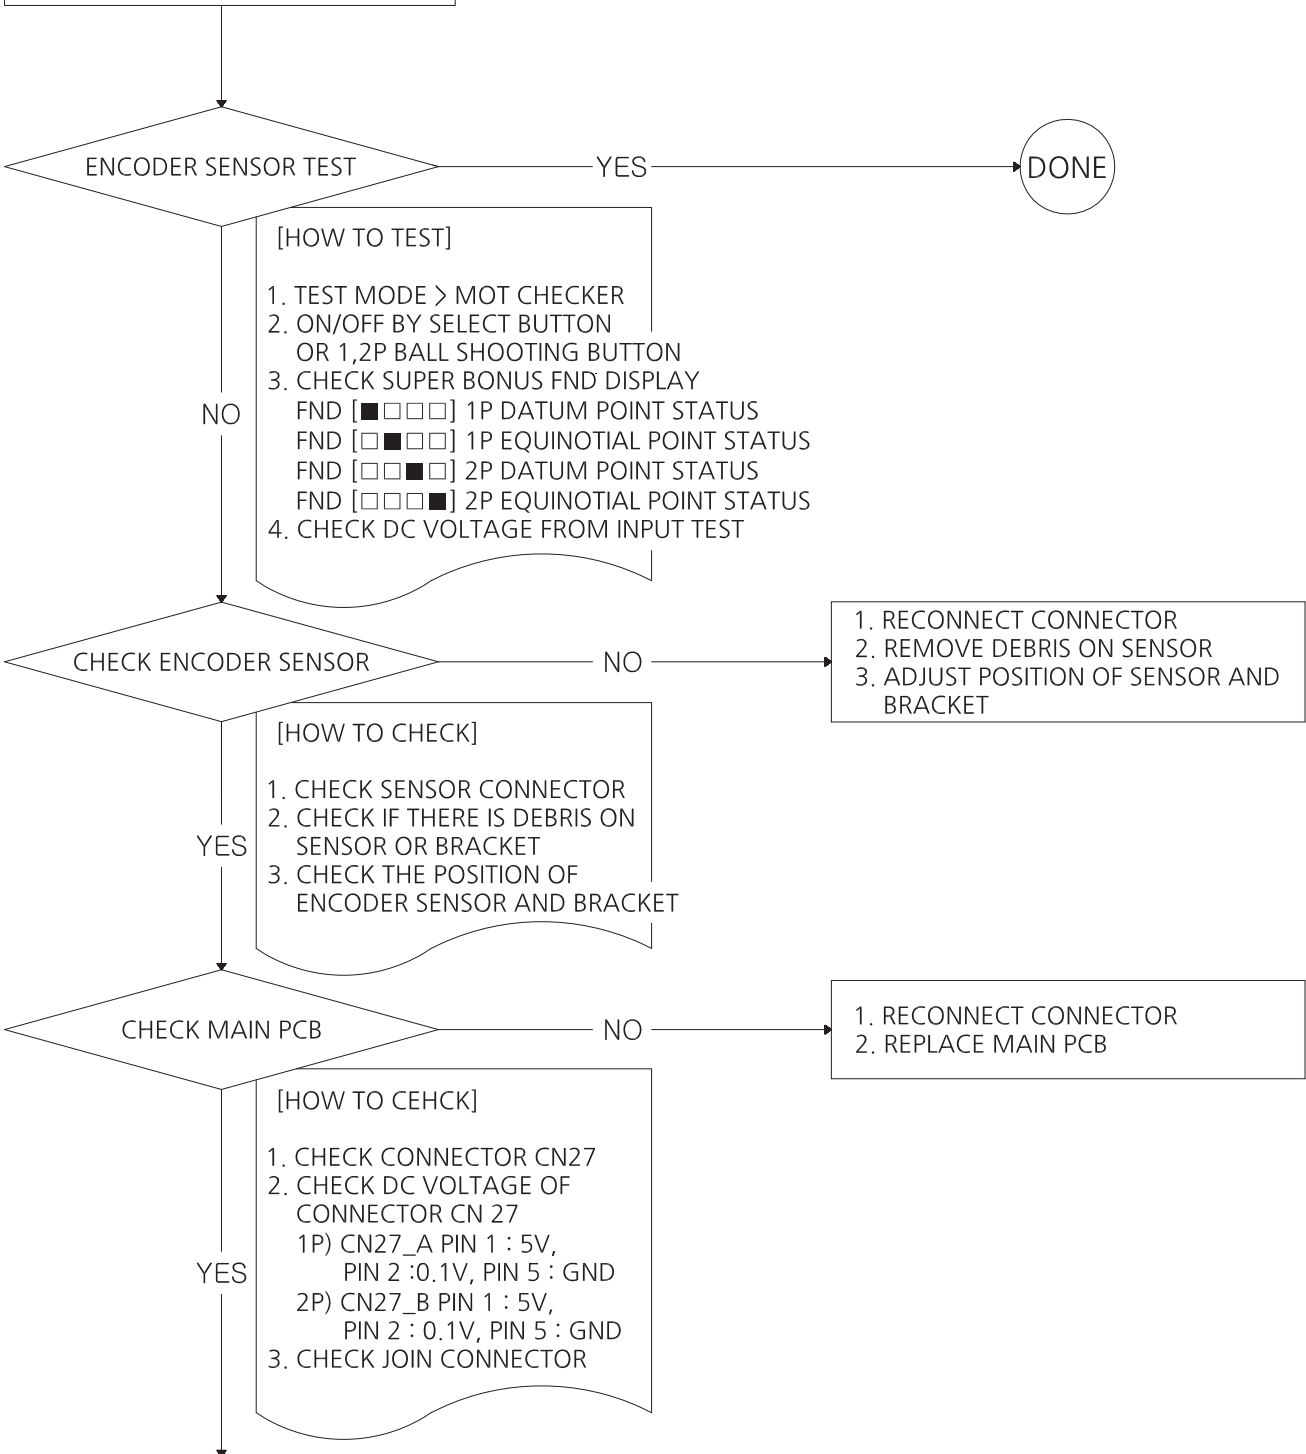 ENCODER SENSOR TEST
YES
DONE
[HOW TO TEST]
1. TEST MODE > MOT CHECKER
2. ON/OFF BY SELECT BUTTON
OR 1,2P BALL SHOOTING BUTTON
3. CHECK SUPER BONUS FND DISPLAY
FND [■□□□] 1P DATUM POINT STATUS
FND [□■□□] 1P EQUINOTIAL POINT STATUS
FND [□□■□] 2P DATUM POINT STATUS
FND [□□□■] 2P EQUINOTIAL POINT STATUS
4. CHECK DC VOLTAGE FROM INPUT TEST
NO
CHECK ENCODER SENSOR
NO
1. RECONNECT CONNECTOR
2. REMOVE DEBRIS ON SENSOR
3. ADJUST POSITION OF SENSOR AND
BRACKET
[HOW TO CHECK]
1. CHECK SENSOR CONNECTOR
2. CHECK IF THERE IS DEBRIS ON
SENSOR OR BRACKET
3. CHECK THE POSITION OF
ENCODER SENSOR AND BRACKET
YES
CHECK MAIN PCB
NO
1. RECONNECT CONNECTOR
2. REPLACE MAIN PCB
[HOW TO CEHCK]
1. CHECK CONNECTOR CN27
2. CHECK DC VOLTAGE OF
CONNECTOR CN 27
1P) CN27_A PIN 1 : 5V,
PIN 2 :0.1V, PIN 5 : GND
2P) CN27_B PIN 1 : 5V,
PIN 2 : 0.1V, PIN 5 : GND
3. CHECK JOIN CONNECTOR
YES